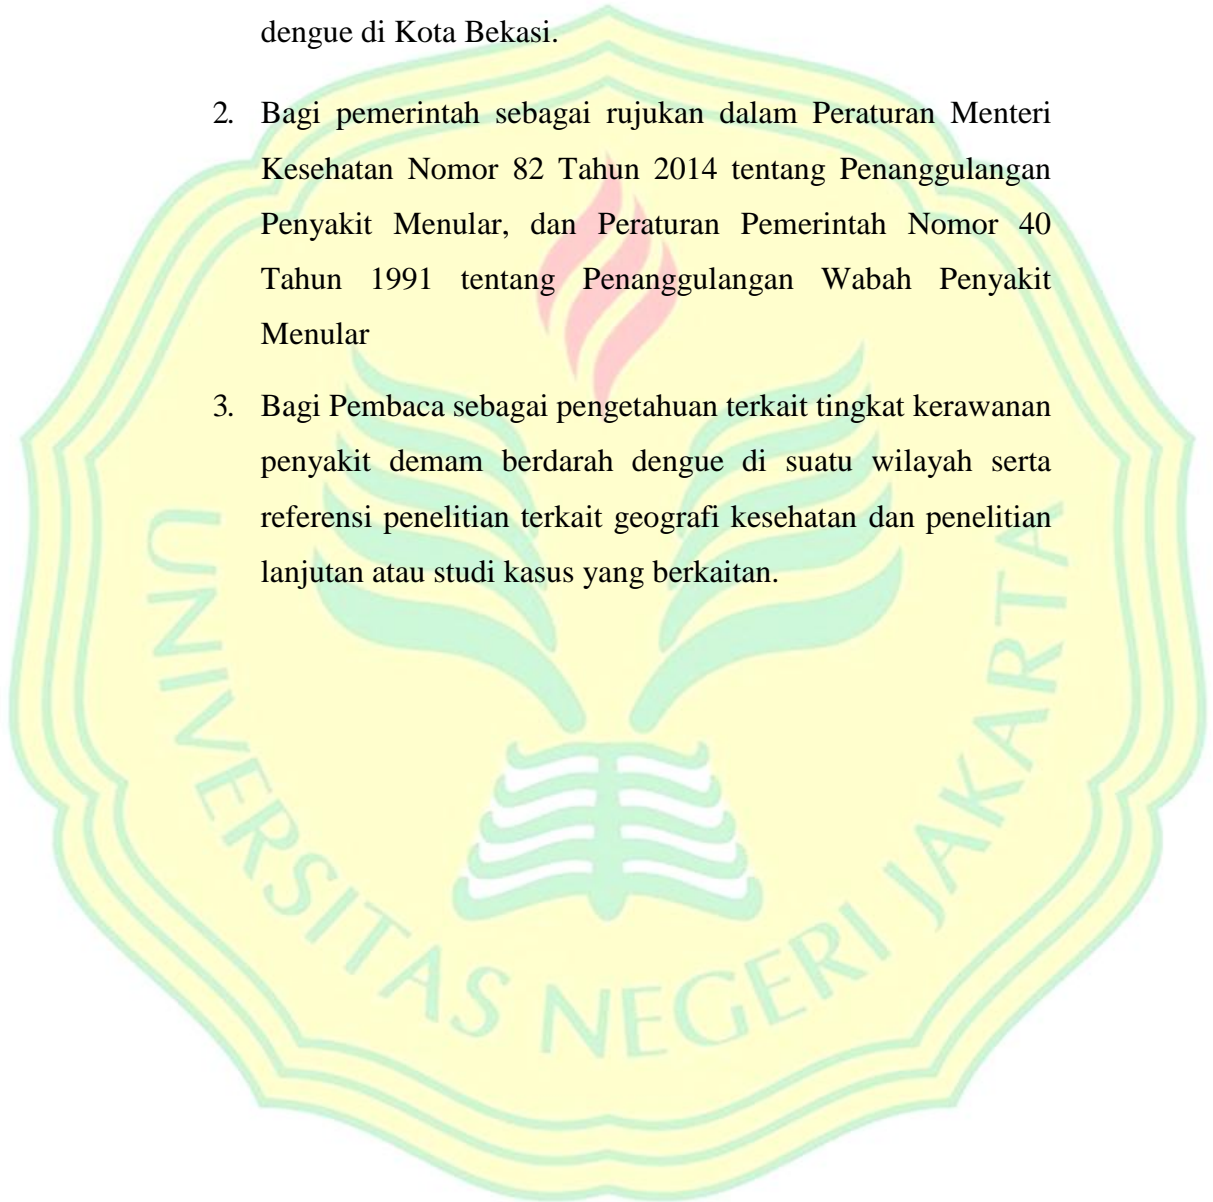 dengue di Kota Bekasi.
2. Bagi pemerintah sebagai rujukan dalam Peraturan Menteri
Kesehatan Nomor 82 Tahun 2014 tentang Penanggulangan
Penyakit Menular, dan Peraturan Pemerintah Nomor 40
Tahun 1991 tentang Penanggulangan Wabah Penyakit
Menular
3. Bagi Pembaca sebagai pengetahuan terkait tingkat kerawanan
penyakit demam berdarah dengue di suatu wilayah serta
referensi penelitian terkait geografi kesehatan dan penelitian
lanjutan atau studi kasus yang berkaitan.
UNIVERSITAS NEGERI JAKARTA